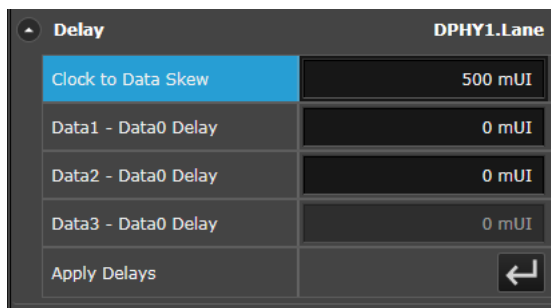 Delay DPHY1.Lane
Clock to Data Skew 500 mUI
Data1 - Data0 Delay 0 mUI
Data2 - Data0 Delay 0 mUI
Data3 - Data0 Delay 0 mUI
Apply Delays